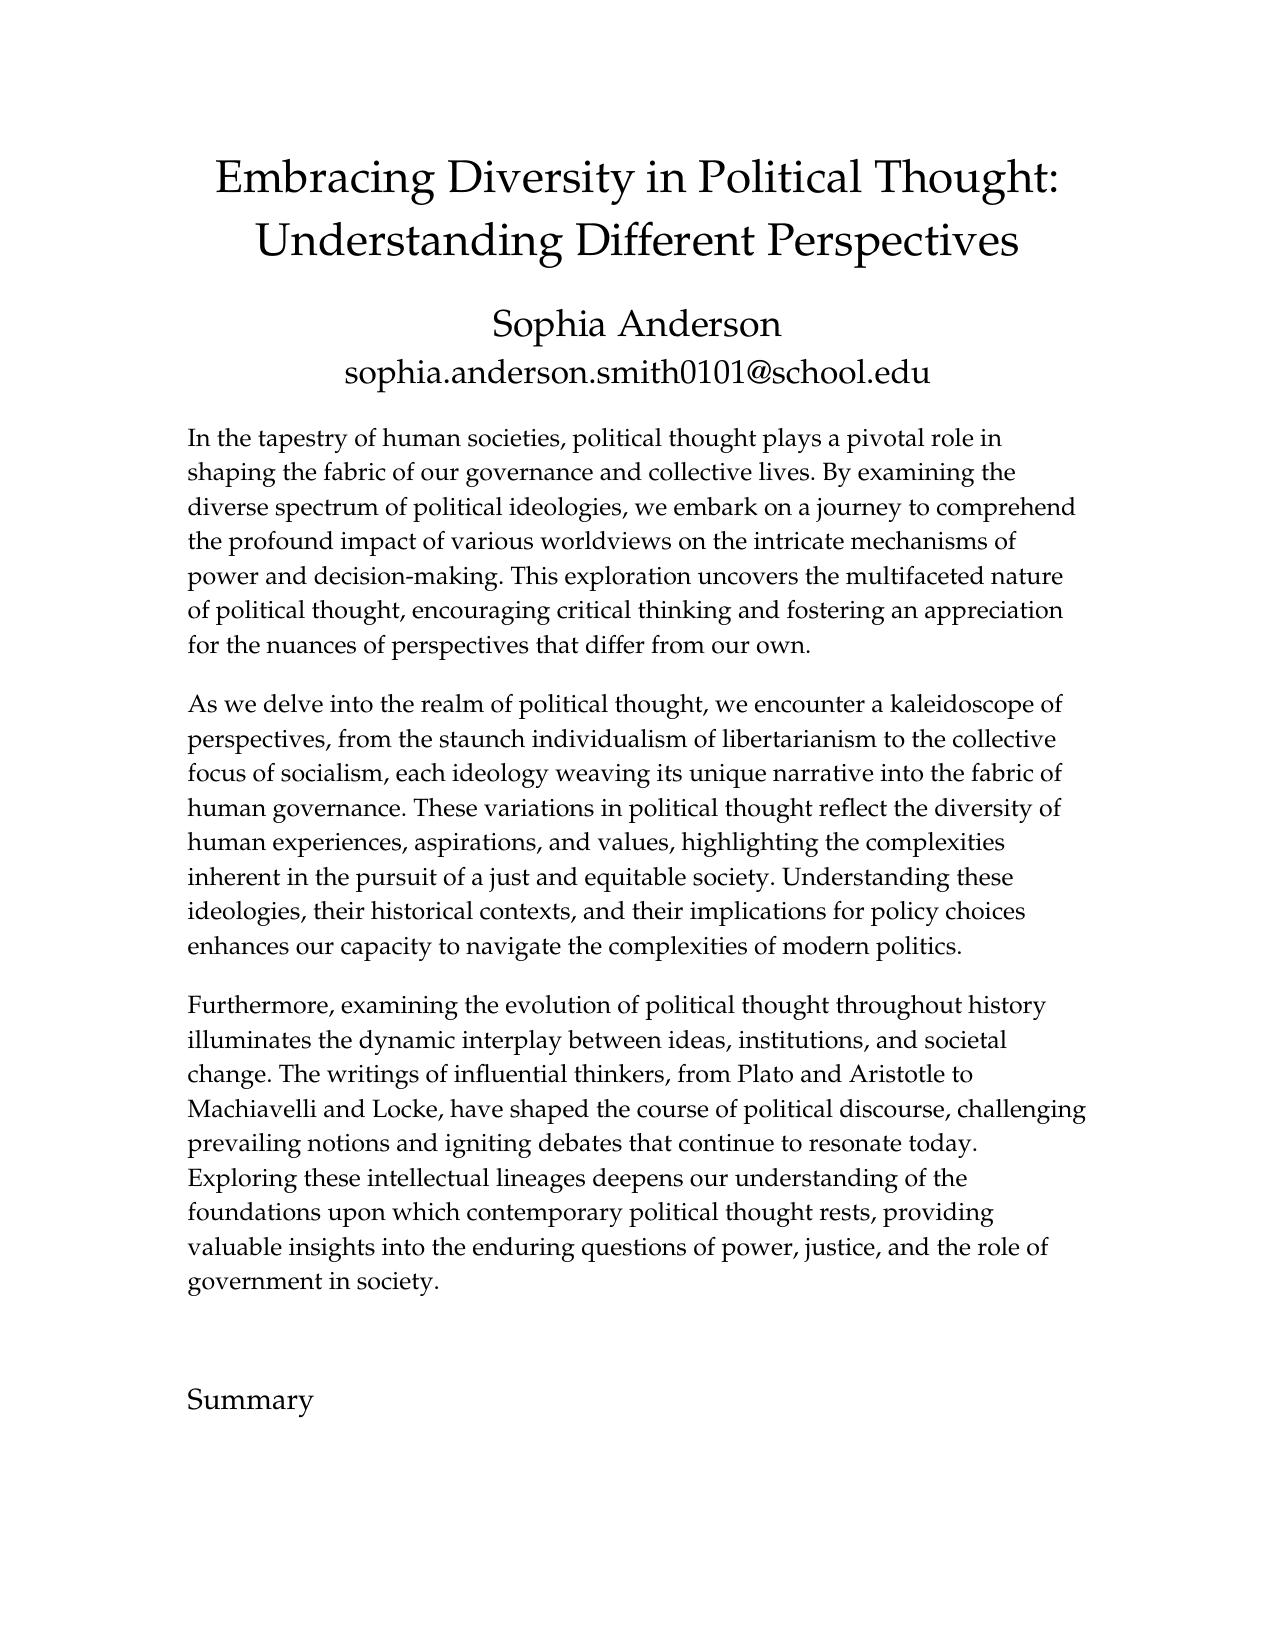 Embracing Diversity in Political Thought:
Understanding Different Perspectives
Sophia Anderson
sophia.anderson.smith0101@school.edu
In the tapestry of human societies, political thought plays a pivotal role in
shaping the fabric of our governance and collective lives. By examining the
diverse spectrum of political ideologies, we embark on a journey to comprehend
the profound impact of various worldviews on the intricate mechanisms of
power and decision-making. This exploration uncovers the multifaceted nature
of political thought, encouraging critical thinking and fostering an appreciation
for the nuances of perspectives that differ from our own.
As we delve into the realm of political thought, we encounter a kaleidoscope of
perspectives, from the staunch individualism of libertarianism to the collective
focus of socialism, each ideology weaving its unique narrative into the fabric of
human governance. These variations in political thought reflect the diversity of
human experiences, aspirations, and values, highlighting the complexities
inherent in the pursuit of a just and equitable society. Understanding these
ideologies, their historical contexts, and their implications for policy choices
enhances our capacity to navigate the complexities of modern politics.
Furthermore, examining the evolution of political thought throughout history
illuminates the dynamic interplay between ideas, institutions, and societal
change. The writings of influential thinkers, from Plato and Aristotle to
Machiavelli and Locke, have shaped the course of political discourse, challenging
prevailing notions and igniting debates that continue to resonate today.
Exploring these intellectual lineages deepens our understanding of the
foundations upon which contemporary political thought rests, providing
valuable insights into the enduring questions of power, justice, and the role of
government in society.
Summary